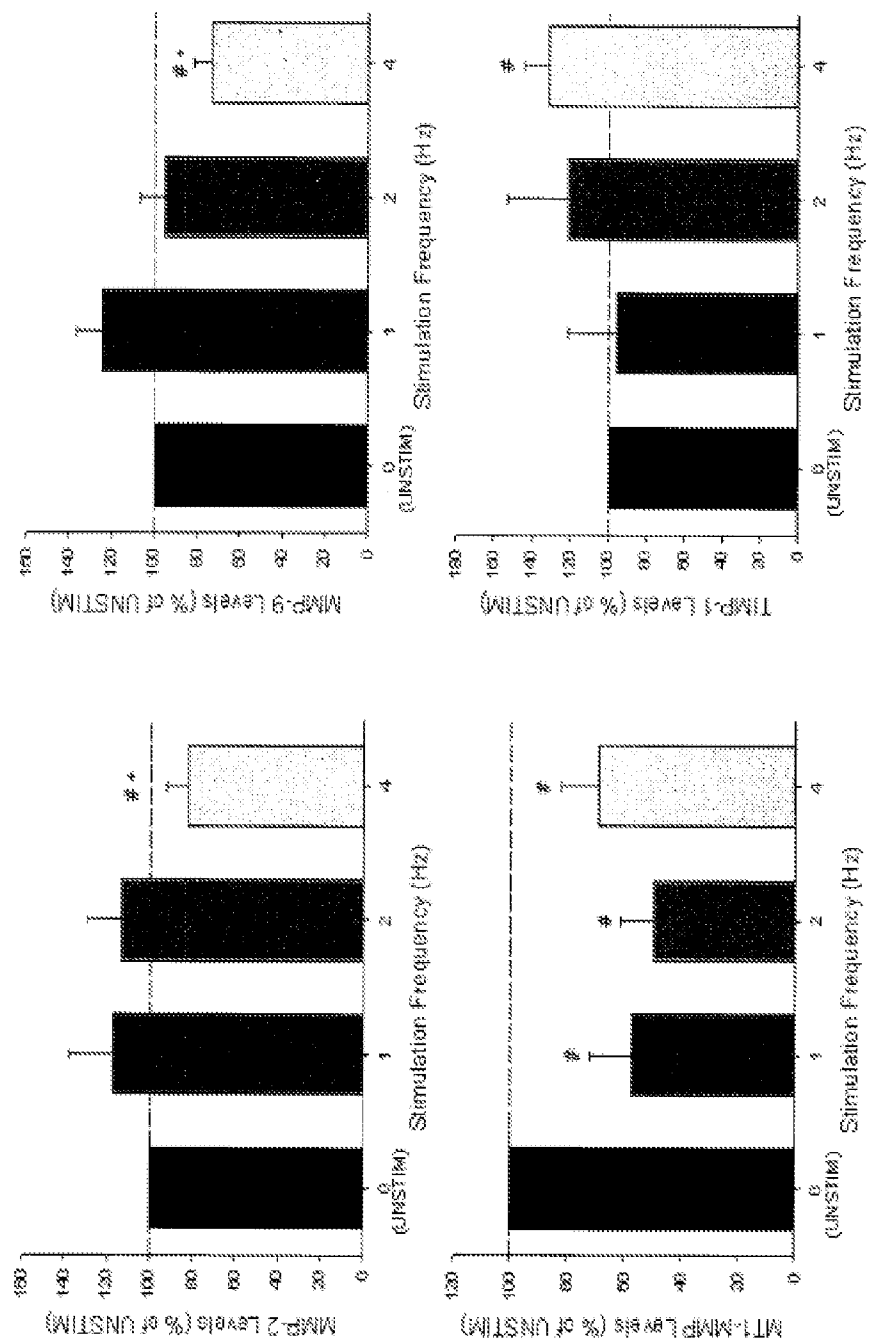 MMP-2 Levels (% of UNSTIM)
160
140
120
100
80
60
40
20
0
# +
0 1 2 4
(UNSTIM)
Stimulation Frequency (Hz)
MMP-9 Levels (% of UNSTIM)
160
140
120
100
80
60
40
20
0
# +
0 1 2 4
(UNSTIM)
Stimulation Frequency (Hz)
MT1-MMP Levels (% of UNSTIM)
120
100
80
60
40
20
0
# # #
0 1 2 4
(UNSTIM)
Stimulation Frequency (Hz)
TIMP-1 Levels (% of UNSTIM)
180
160
140
120
100
80
60
40
20
0
#
0 1 2 4
(UNSTIM)
Stimulation Frequency (Hz)